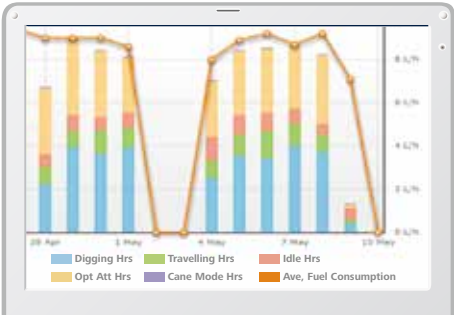 8 L/h
6 L/h
4 L/h
2 L/h
0 L/h
28 Apr 1 May 4 May 7 May 10 May
Digging Hrs Travelling Hrs Idle Hrs
Opt Att Hrs Cane Mode Hrs Ave, Fuel Consumption